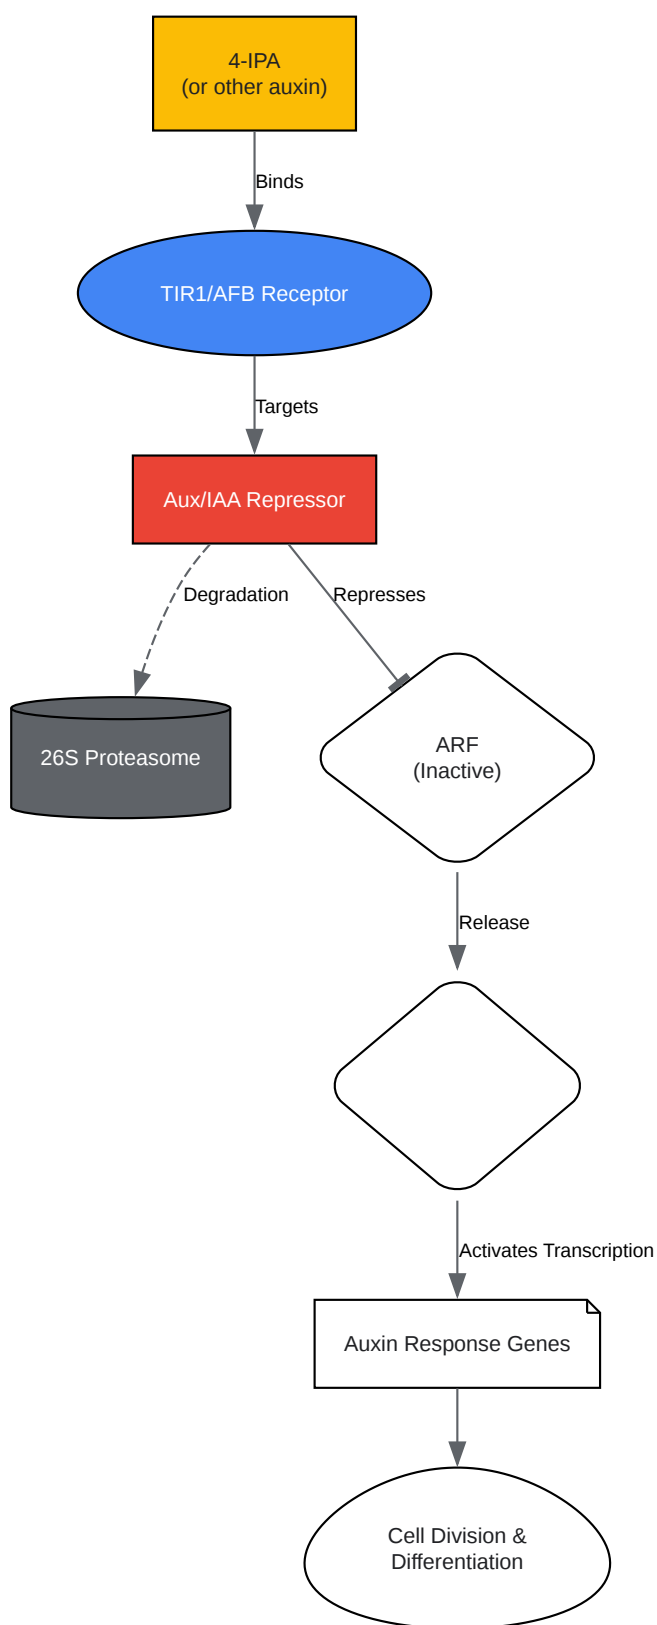 4-IPA
(or other auxin)
Binds
TIR1/AFB Receptor
Targets
Aux/IAA Repressor
Degradation
Represses
26S Proteasome
ARF
(Inactive)
Release
Activates Transcription
Auxin Response Genes
Cell Division &
Differentiation